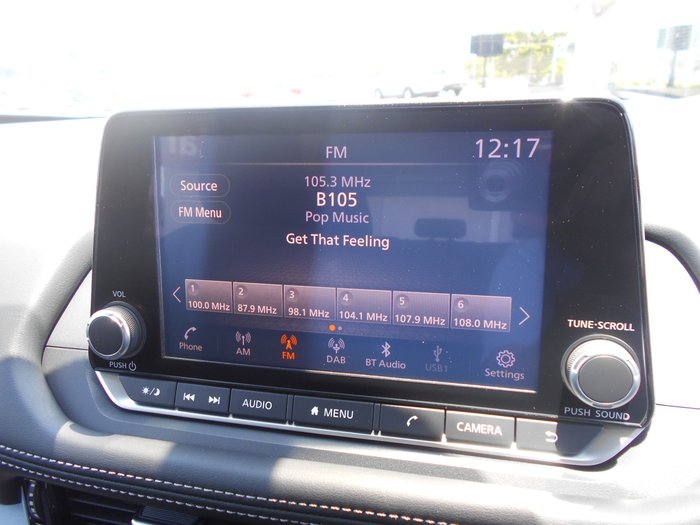 FM
12:17
105.3 MHz
Source
B105
FM Menu
Pop Music
Get That Feeling
1 2 3 4 5 6
100.0 MHz 87.9 MHz 98.1 MHz 104.1 MHz 107.9 MHz 108.0 MHz
Phone AM FM DAB BT Audio USB1 Settings
VOL
PUSH
TUNE·SCROLL
PUSH SOUND
AUDIO MENU CAMERA